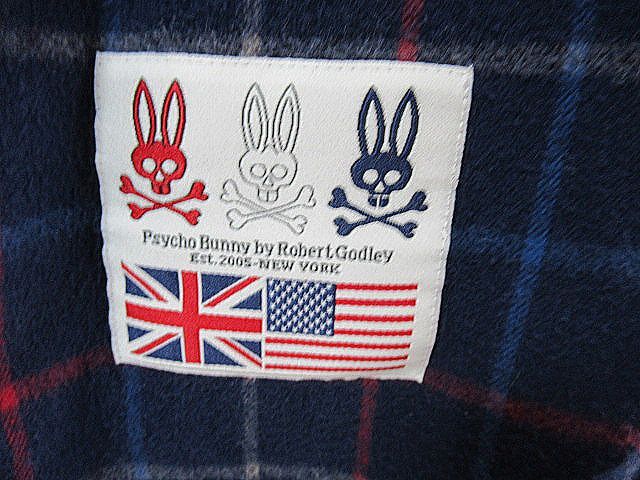 Psycho Bunny by Robert Godley
Est. 2005-NEW YORK